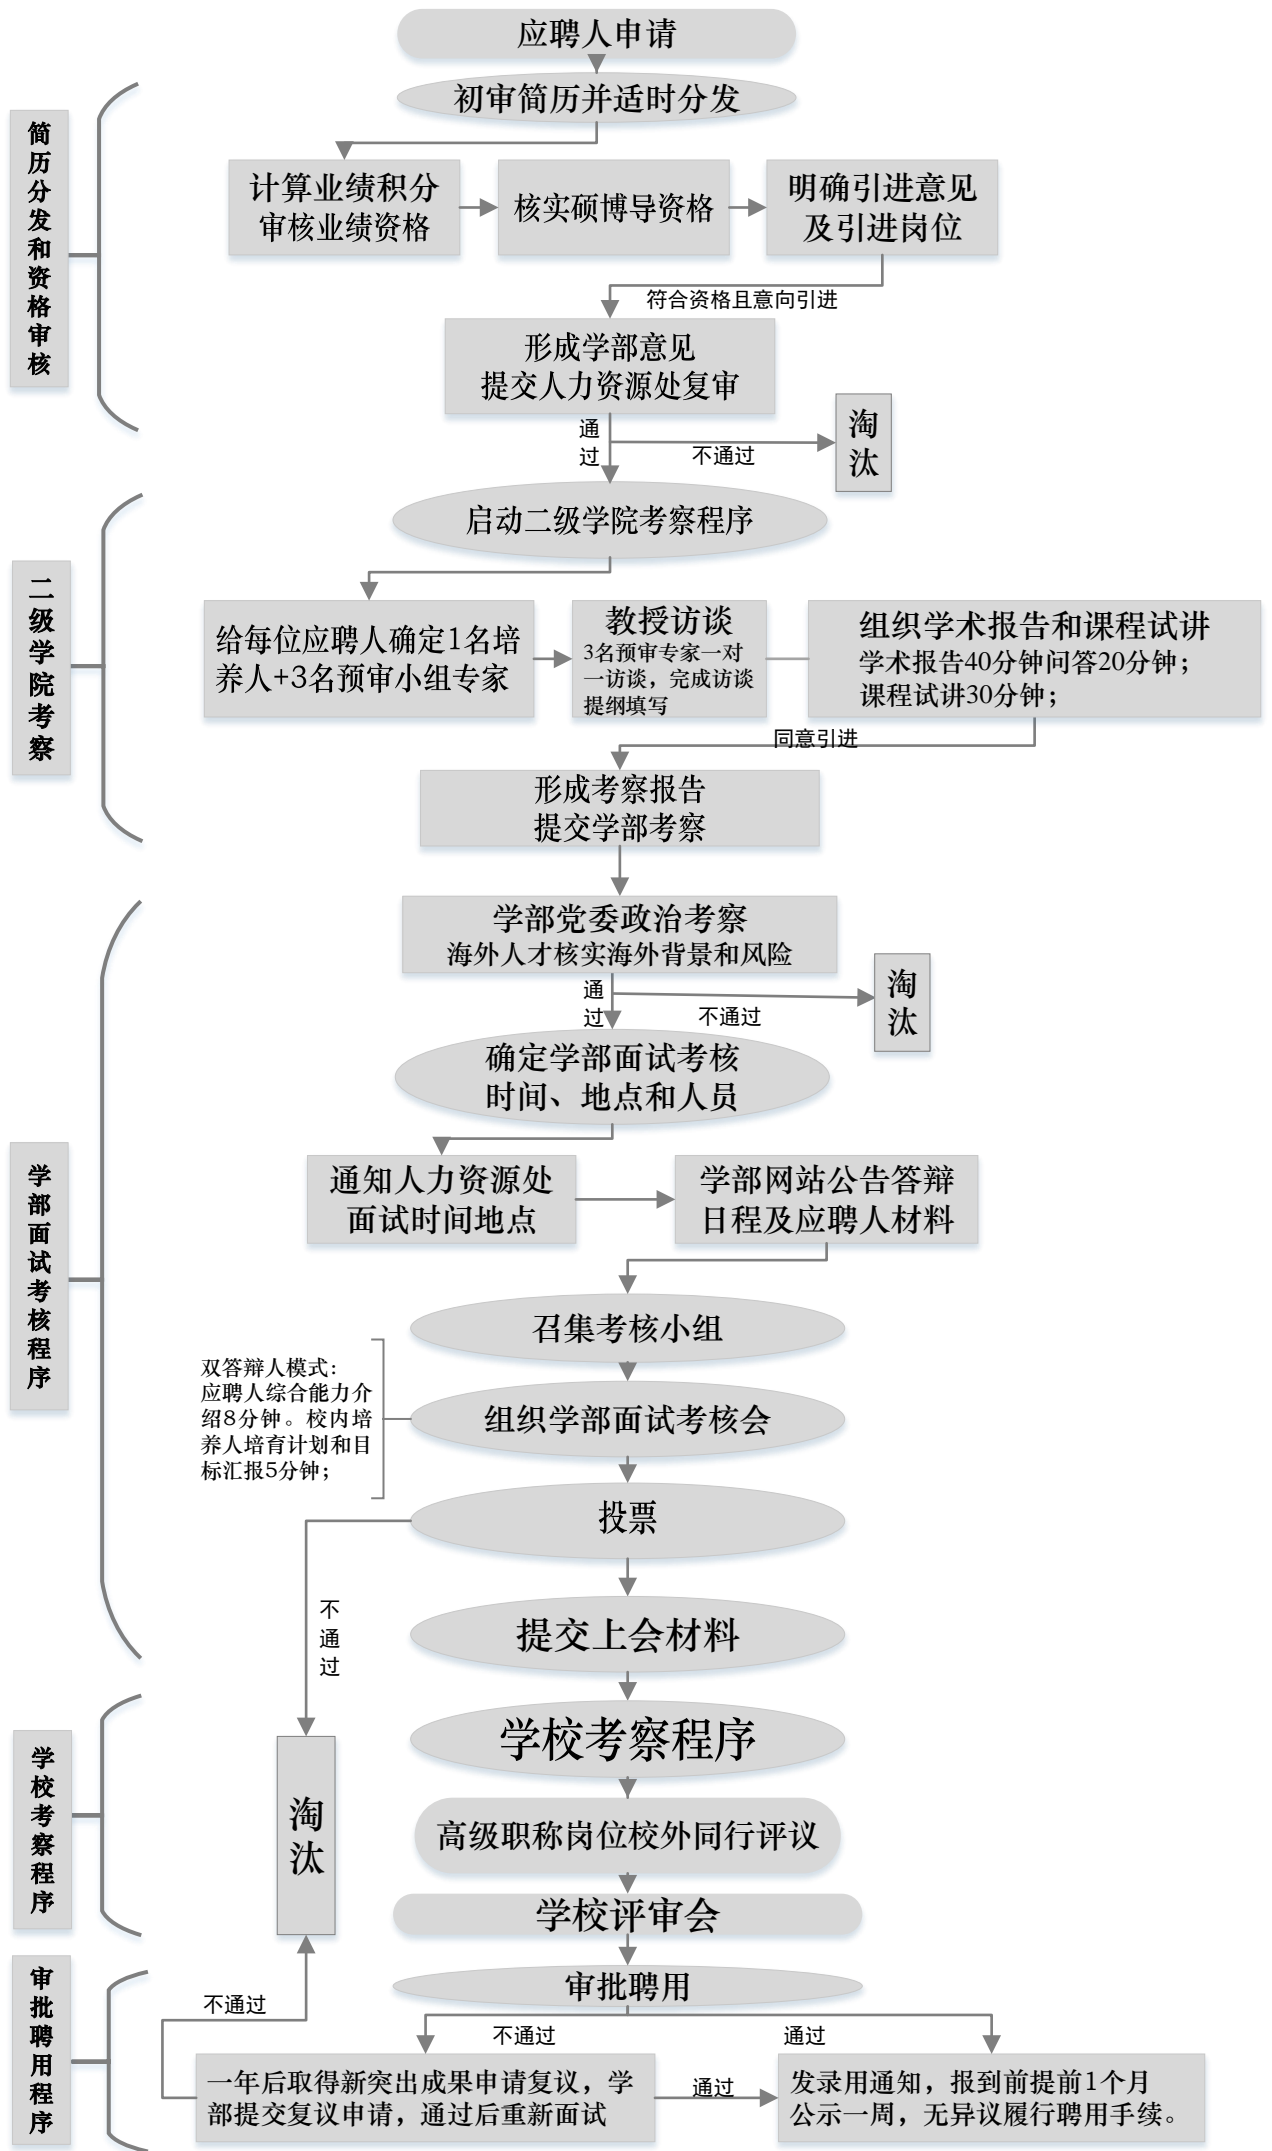 应聘人申请
初审简历并适时分发
简历分发和资格审核
计算业绩积分
审核业绩资格
核实硕博导资格
明确引进意见
及引进岗位
符合资格且意向引进
形成学部意见
提交人力资源处复审
通过
不通过
淘汰
启动二级学院考察程序
二级学院考察
给每位应聘人确定1名培
养人+3名预审小组专家
教授访谈
3名预审专家一对
一访谈，完成访谈
提纲填写
组织学术报告和课程试讲
学术报告40分钟问答20分钟；
课程试讲30分钟；
同意引进
形成考察报告
提交学部考察
学部党委政治考察
海外人才核实海外背景和风险
通过
不通过
淘汰
确定学部面试考核
时间、地点和人员
学部面试考核程序
通知人力资源处
面试时间地点
学部网站公告答辩
日程及应聘人材料
召集考核小组
双答辩人模式：
应聘人综合能力介
绍8分钟。校内培
养人培育计划和目
标汇报5分钟；
组织学部面试考核会
投票
不通过
提交上会材料
学校考察程序
学校考察程序
淘汰
高级职称岗位校外同行评议
学校评审会
审批聘用程序
审批聘用
不通过
不通过
通过
一年后取得新突出成果申请复议，学
部提交复议申请，通过后重新面试
通过
发录用通知，报到前提前1个月
公示一周，无异议履行聘用手续。